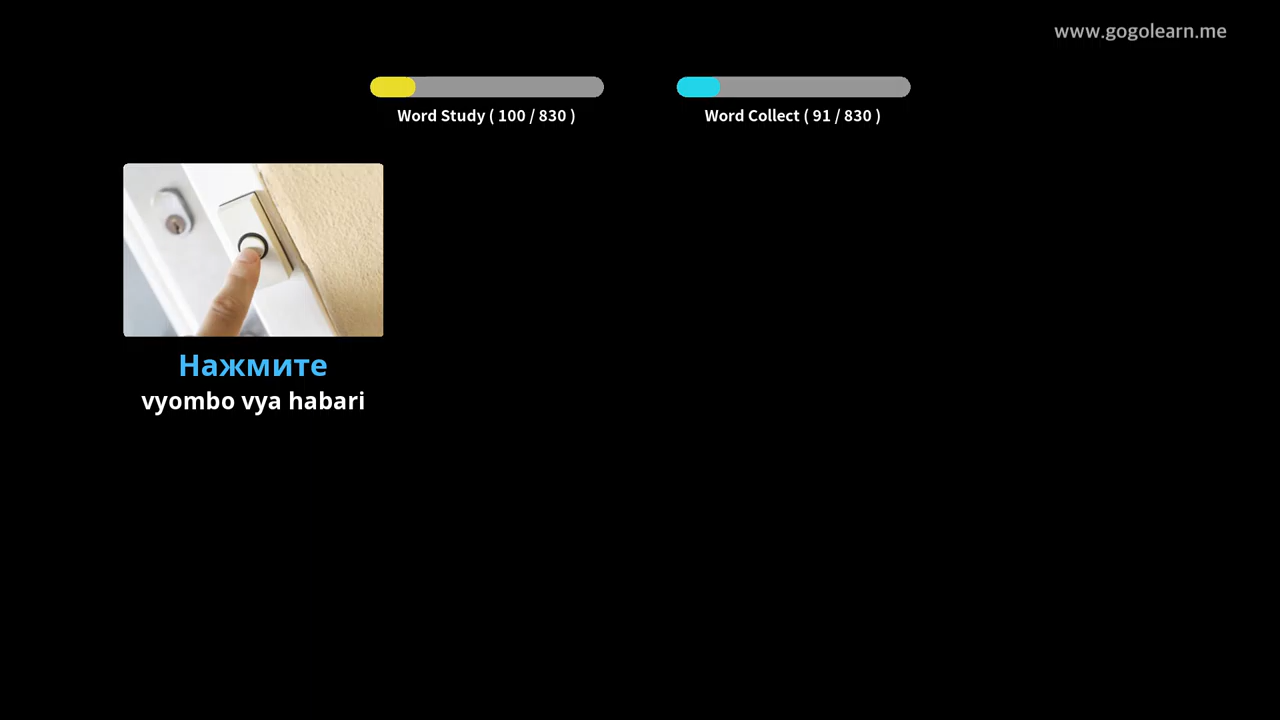 www.gogolearn.me
Word Study ( 100 / 830 )
Word Collect ( 91 / 830 )
Нажмите
vyombo vya habari